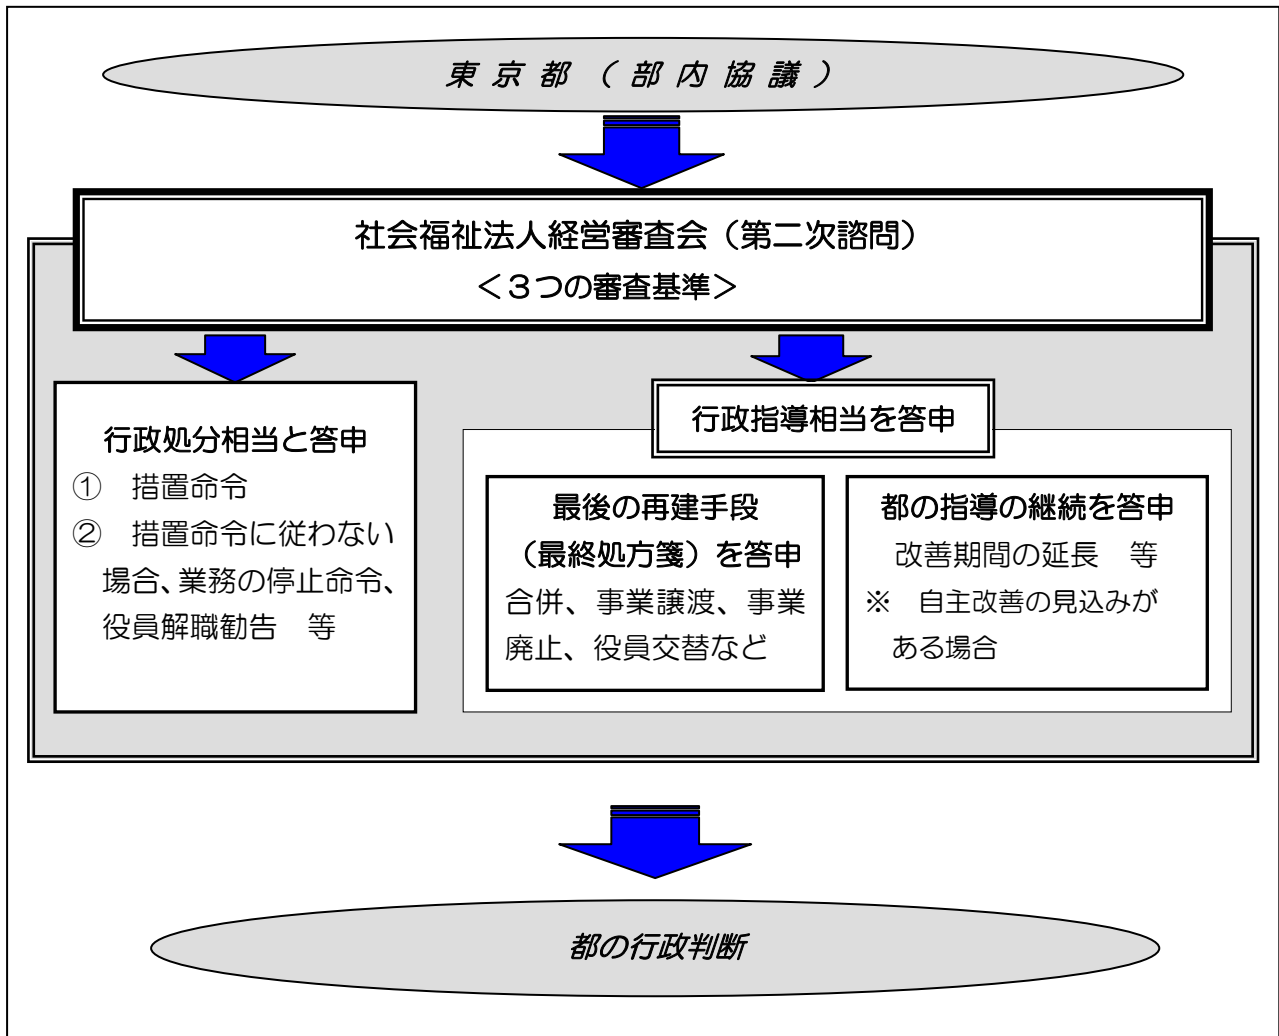 東京都（部内協議）
社会福祉法人経営審査会（第二次諮問）
＜３つの審査基準＞
行政処分相当と答申
①　措置命令
②　措置命令に従わない
場合、業務の停止命令、
役員解職勧告　等
行政指導相当を答申
最後の再建手段
（最終処方箋）を答申
合併、事業譲渡、事業
廃止、役員交替など
都の指導の継続を答申
改善期間の延長　等
※　自主改善の見込みが
ある場合
都の行政判断